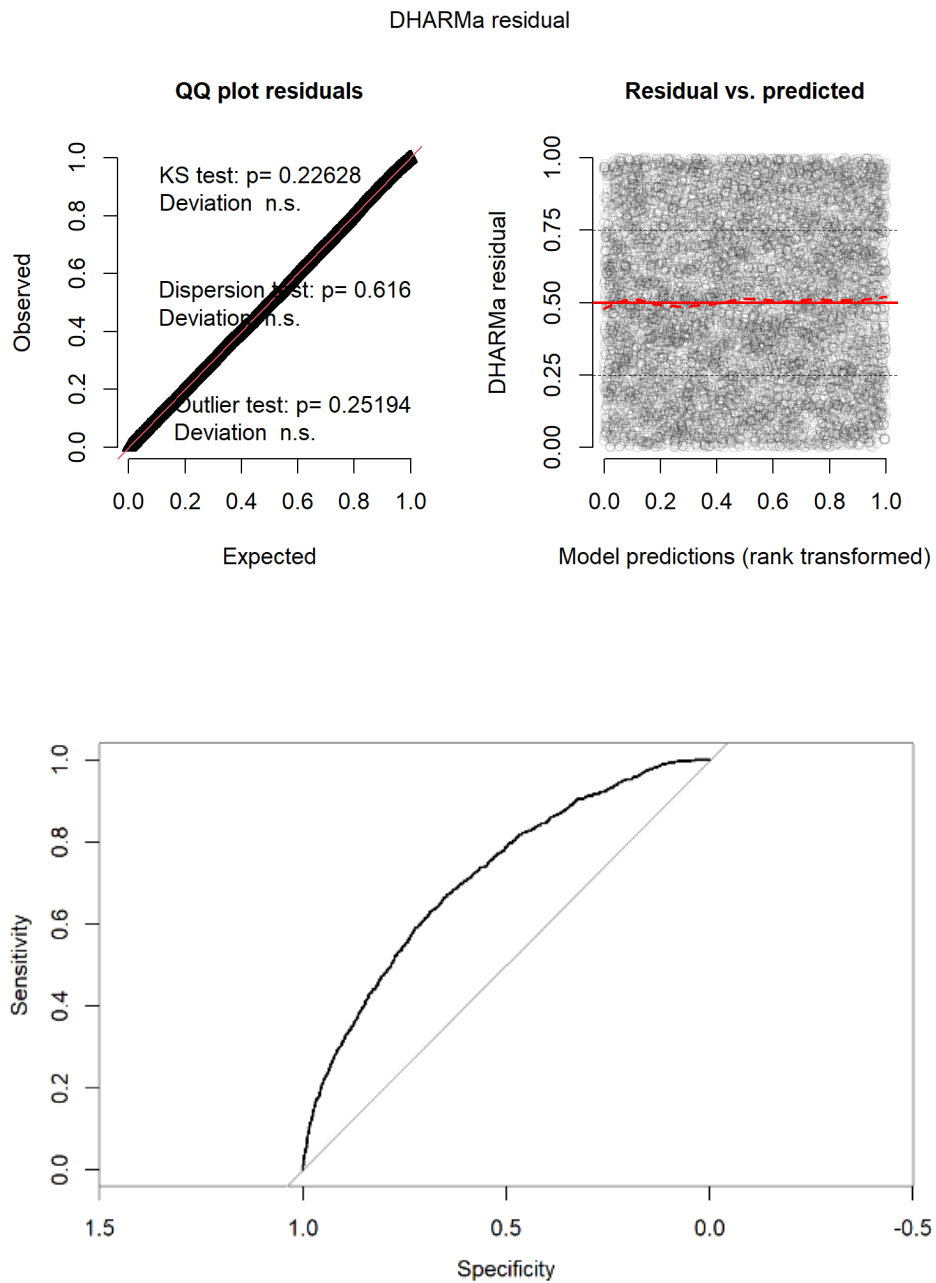 DHARMa residual
QQ plot residuals
KS test: p= 0.22628
Deviation n.s.
Dispersion test: p= 0.616
Deviation n.s.
Outlier test: p= 0.25194
Deviation n.s.
Observed
0.0 0.2 0.4 0.6 0.8 1.0
0.0 0.2 0.4 0.6 0.8 1.0
Expected
Residual vs. predicted
DHARMa residual
0.00 0.25 0.50 0.75 1.00
0.0 0.2 0.4 0.6 0.8 1.0
Model predictions (rank transformed)
Sensitivity
0.0 0.2 0.4 0.6 0.8 1.0
1.5 1.0 0.5 0.0 -0.5
Specificity